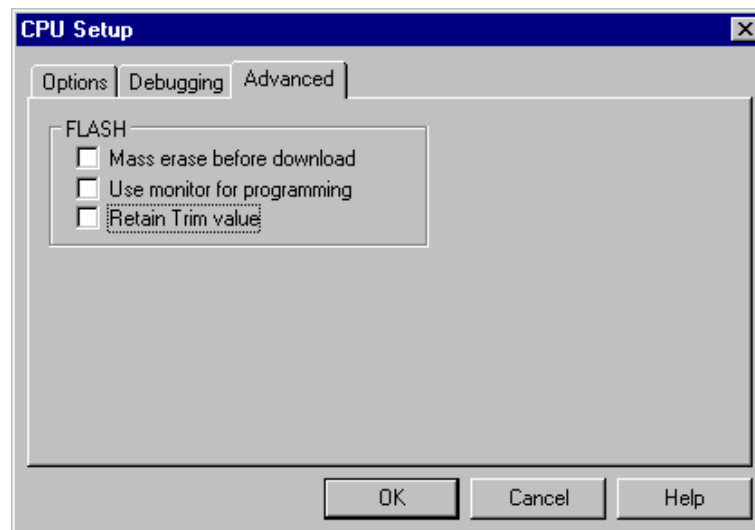 CPU Setup
Options Debugging Advanced
FLASH
Mass erase before download
Use monitor for programming
Retain Trim value
OK Cancel Help